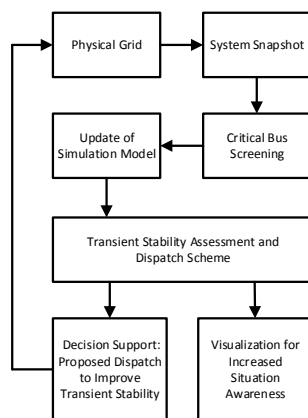 Physical Grid
System Snapshot
Update of
Simulation Model
Critical Bus
Screening
Transient Stability Assessment and
Dispatch Scheme
Decision Support:
Proposed Dispatch
to Improve
Transient Stability
Visualization for
Increased
Situation
Awareness